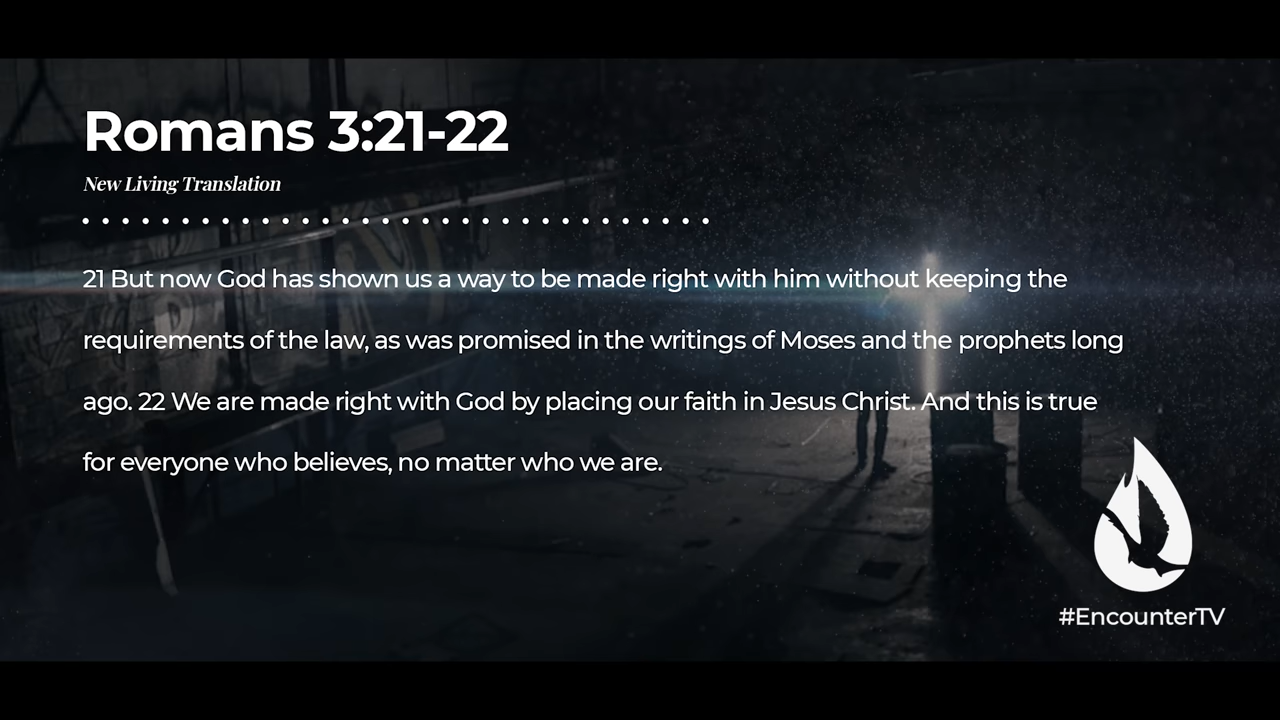 Romans 3:21-22
New Living Translation
21 But now God has shown us a way to be made right with him without keeping the
requirements of the law, as was promised in the writings of Moses and the prophets long
ago. 22 We are made right with God by placing our faith in Jesus Christ. And this is true
for everyone who believes, no matter who we are.
#EncounterTV